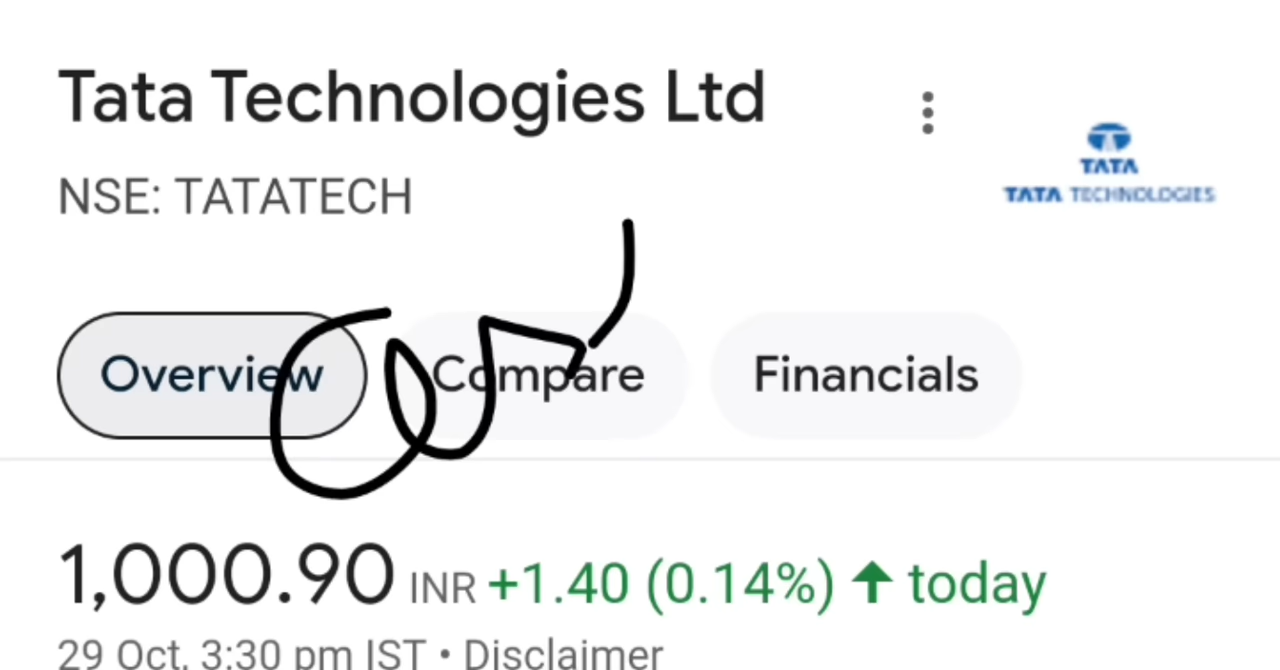 Tata Technologies Ltd
NSE: TATATECH
TATA
TATA TECHNOLOGIES
Overview
Compare
Financials
1,000.90 INR +1.40 (0.14%) ↑ today
29 Oct, 3:30 pm IST • Disclaimer